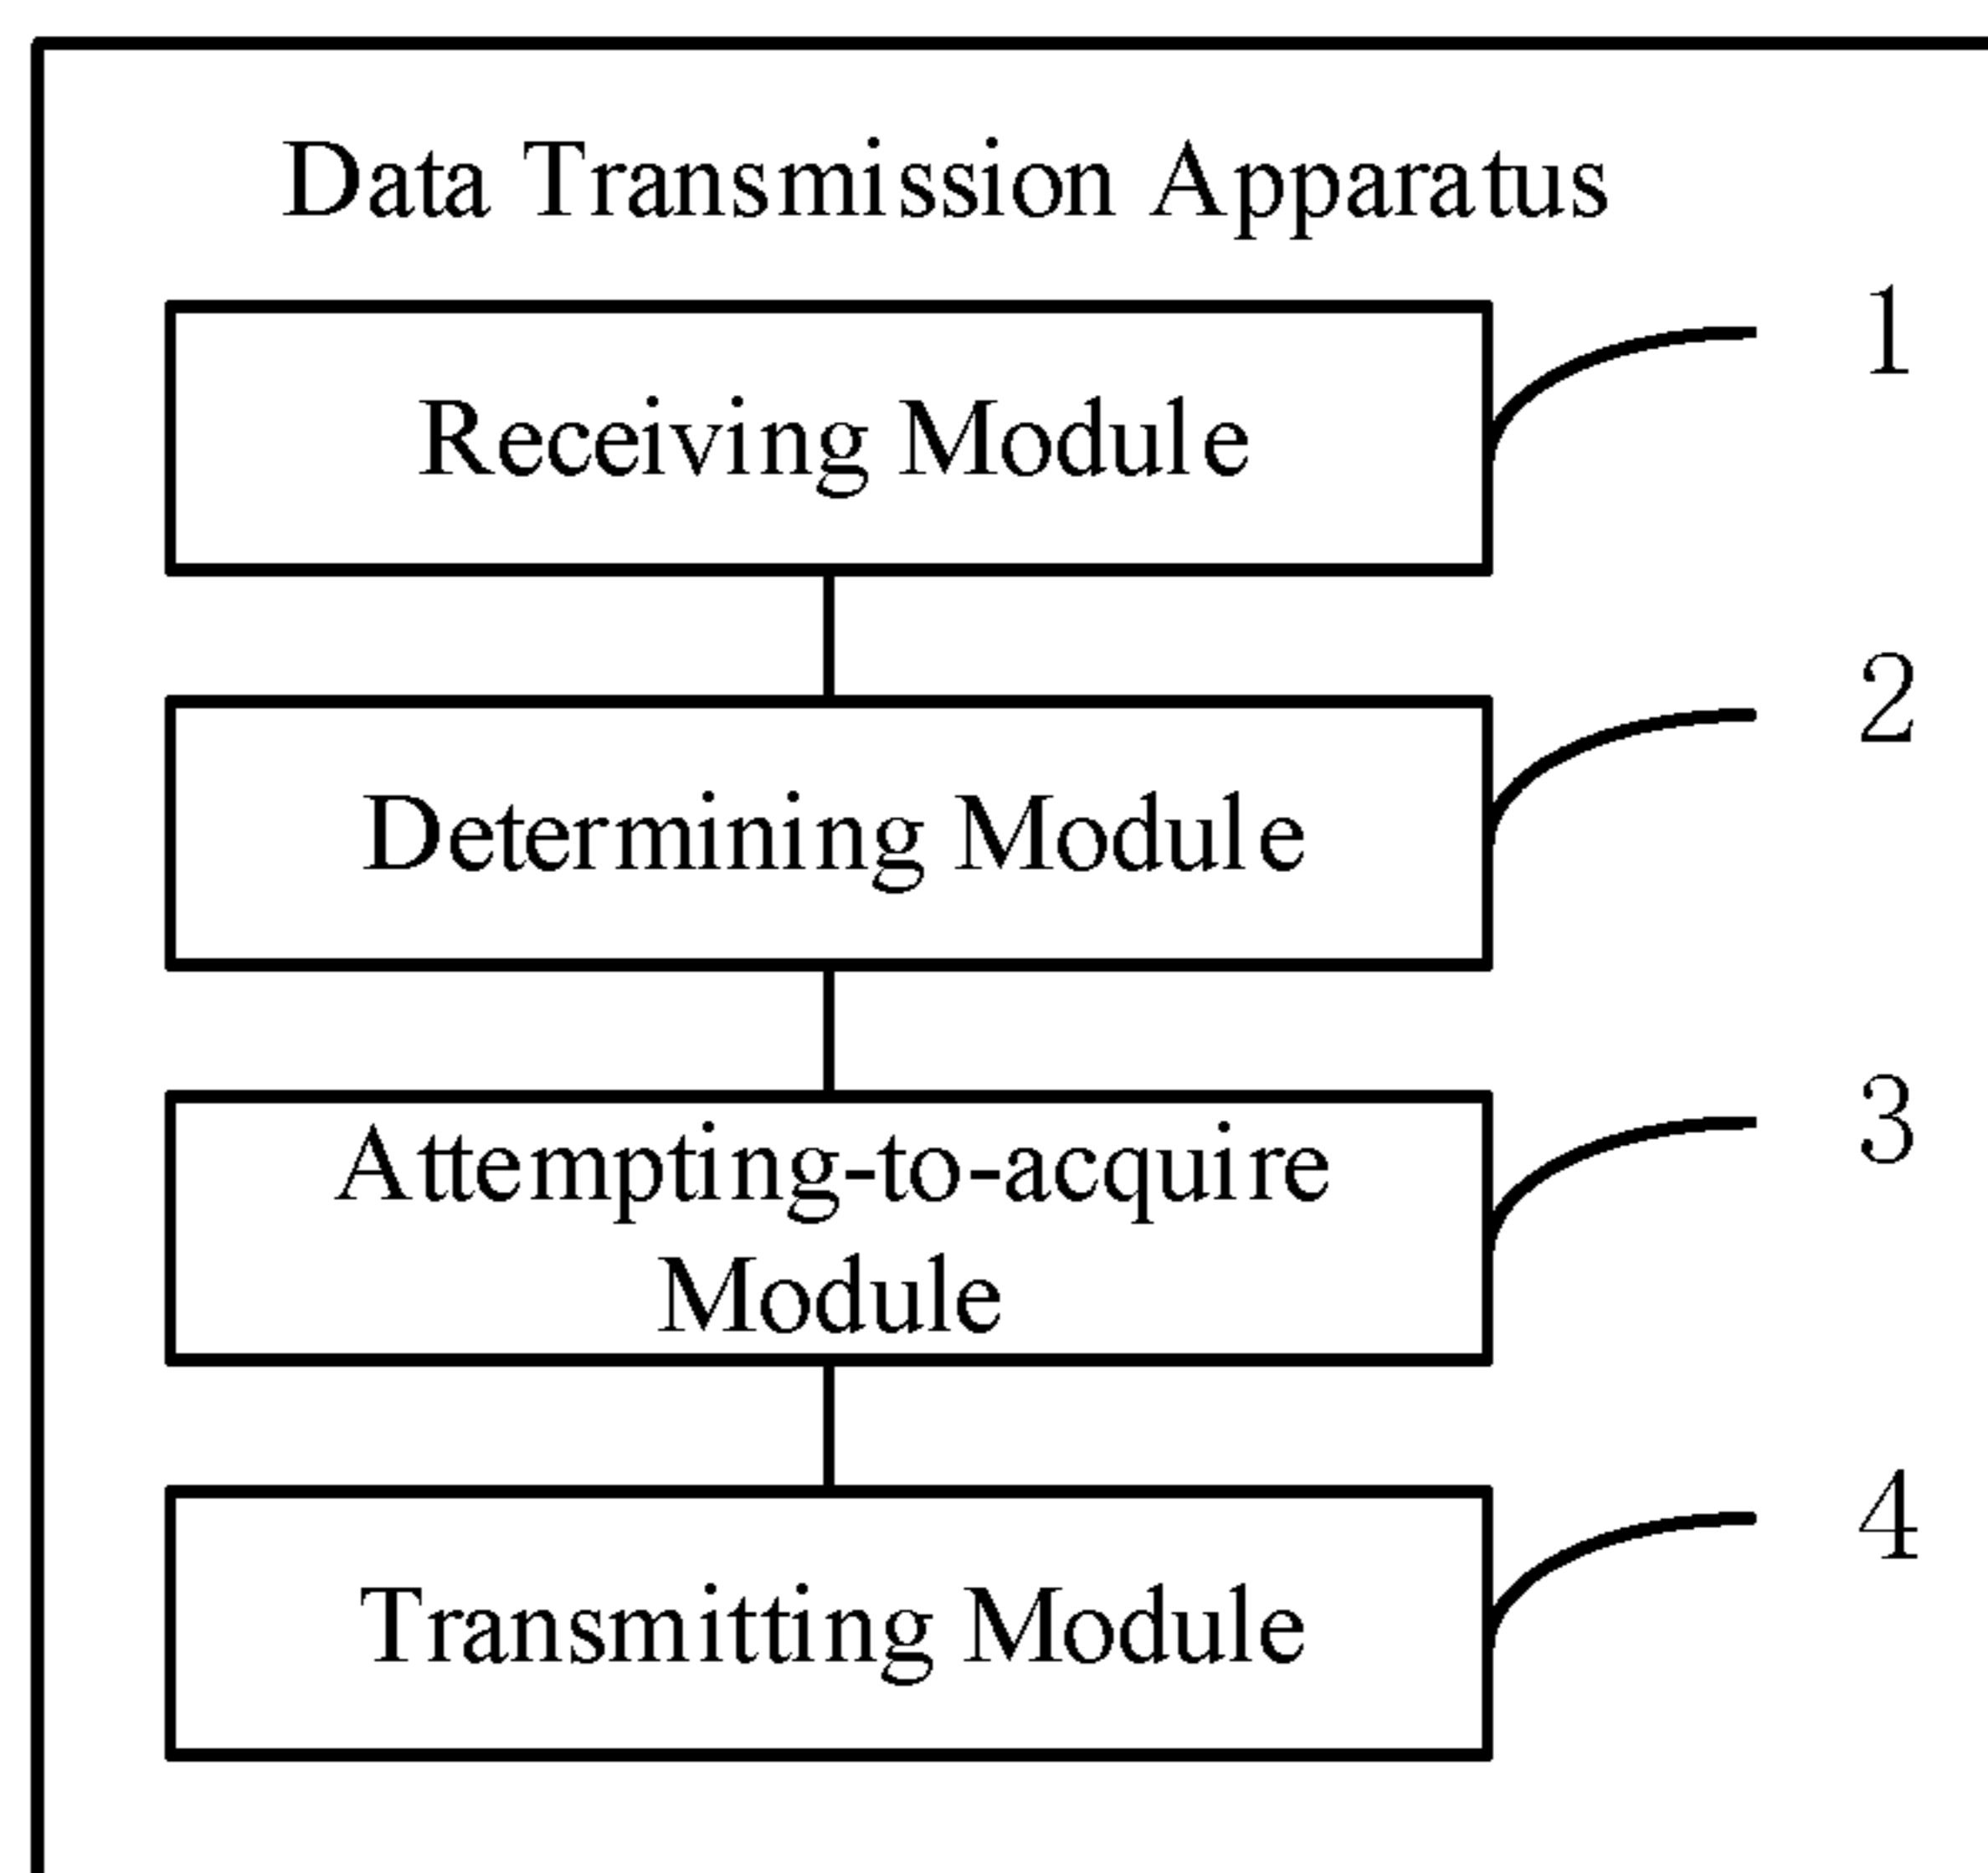 Data Transmission Apparatus
1
Receiving Module
2
Determining Module
3
Attempting-to-acquire
Module
4
Transmitting Module